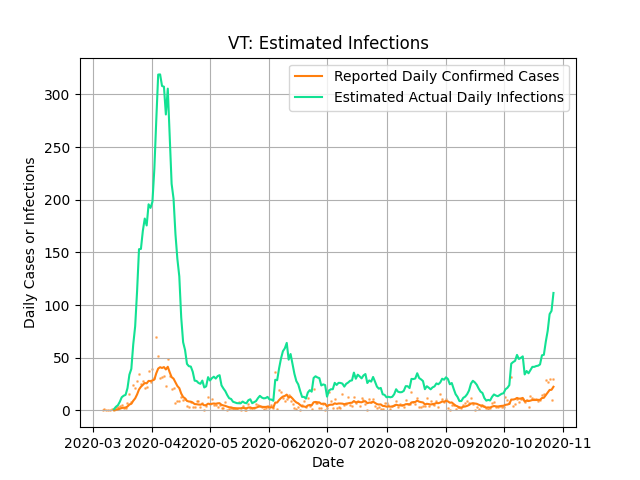 VT: Estimated Infections
Reported Daily Confirmed Cases
Estimated Actual Daily Infections
300
250
200
150
100
50
0
Daily Cases or Infections
2020-03 2020-04 2020-05 2020-06 2020-07 2020-08 2020-09 2020-10 2020-11
Date